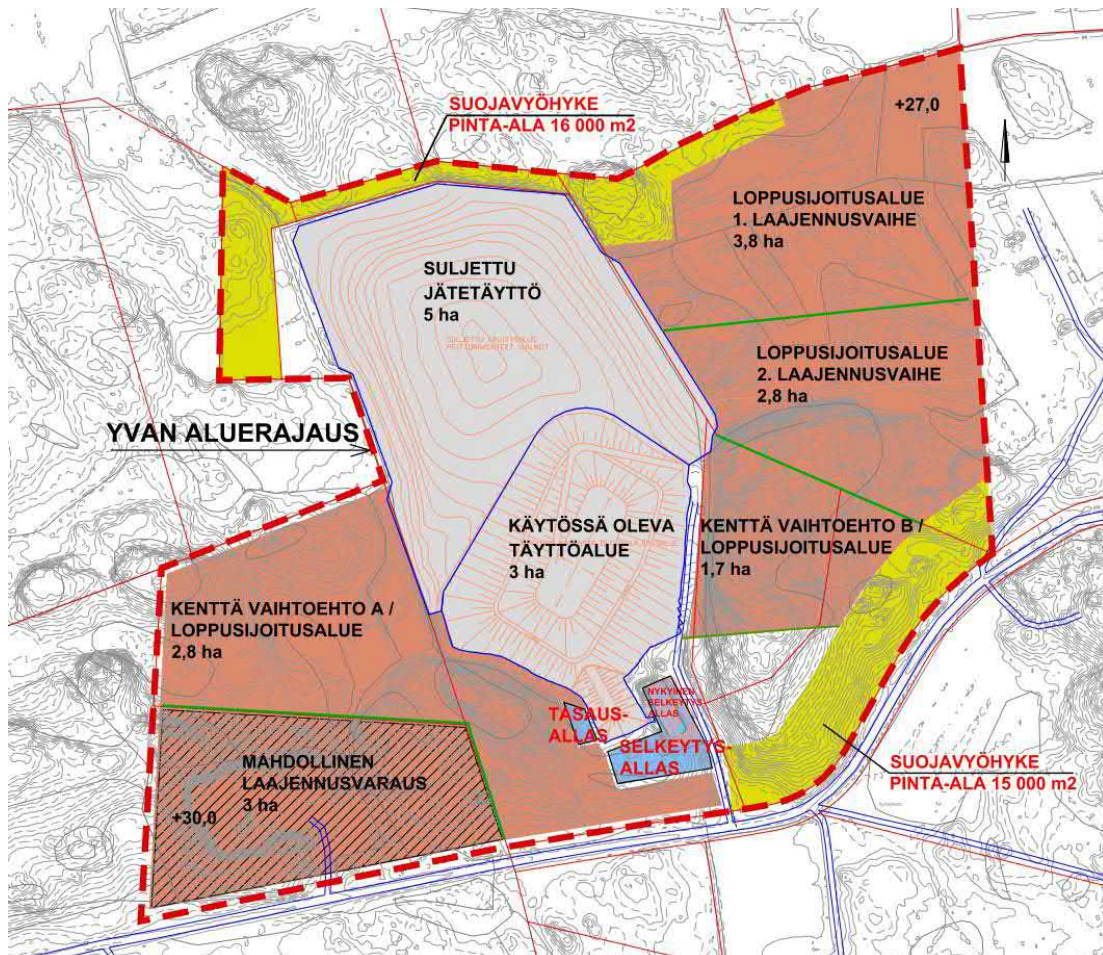 SUOJAVYÖHYKE
PINTA-ALA 16 000 m2
+27,0
LOPPUSIJOITUSALUE
1. LAAJENNUSVAIHE
3,8 ha
SULJETTU
JÄTETÄYTTÖ
5 ha
LOPPUSIJOITUSALUE
2. LAAJENNUSVAIHE
2,8 ha
YVAN ALUERAJAUS
KÄYTÖSSÄ OLEVA
TÄYTTÖALUE
3 ha
KENTTÄ VAIHTOEHTO B /
LOPPUSIJOITUSALUE
1,7 ha
KENTTÄ VAIHTOEHTO A /
LOPPUSIJOITUSALUE
2,8 ha
NYKYINEN
SELKEYTYS-
ALLAS
TASAUS-
ALLAS
SELKEYTYS-
ALLAS
MAHDOLLINEN
LAAJENNUSVARAUS
3 ha
+30,0
SUOJAVYÖHYKE
PINTA-ALA 15 000 m2